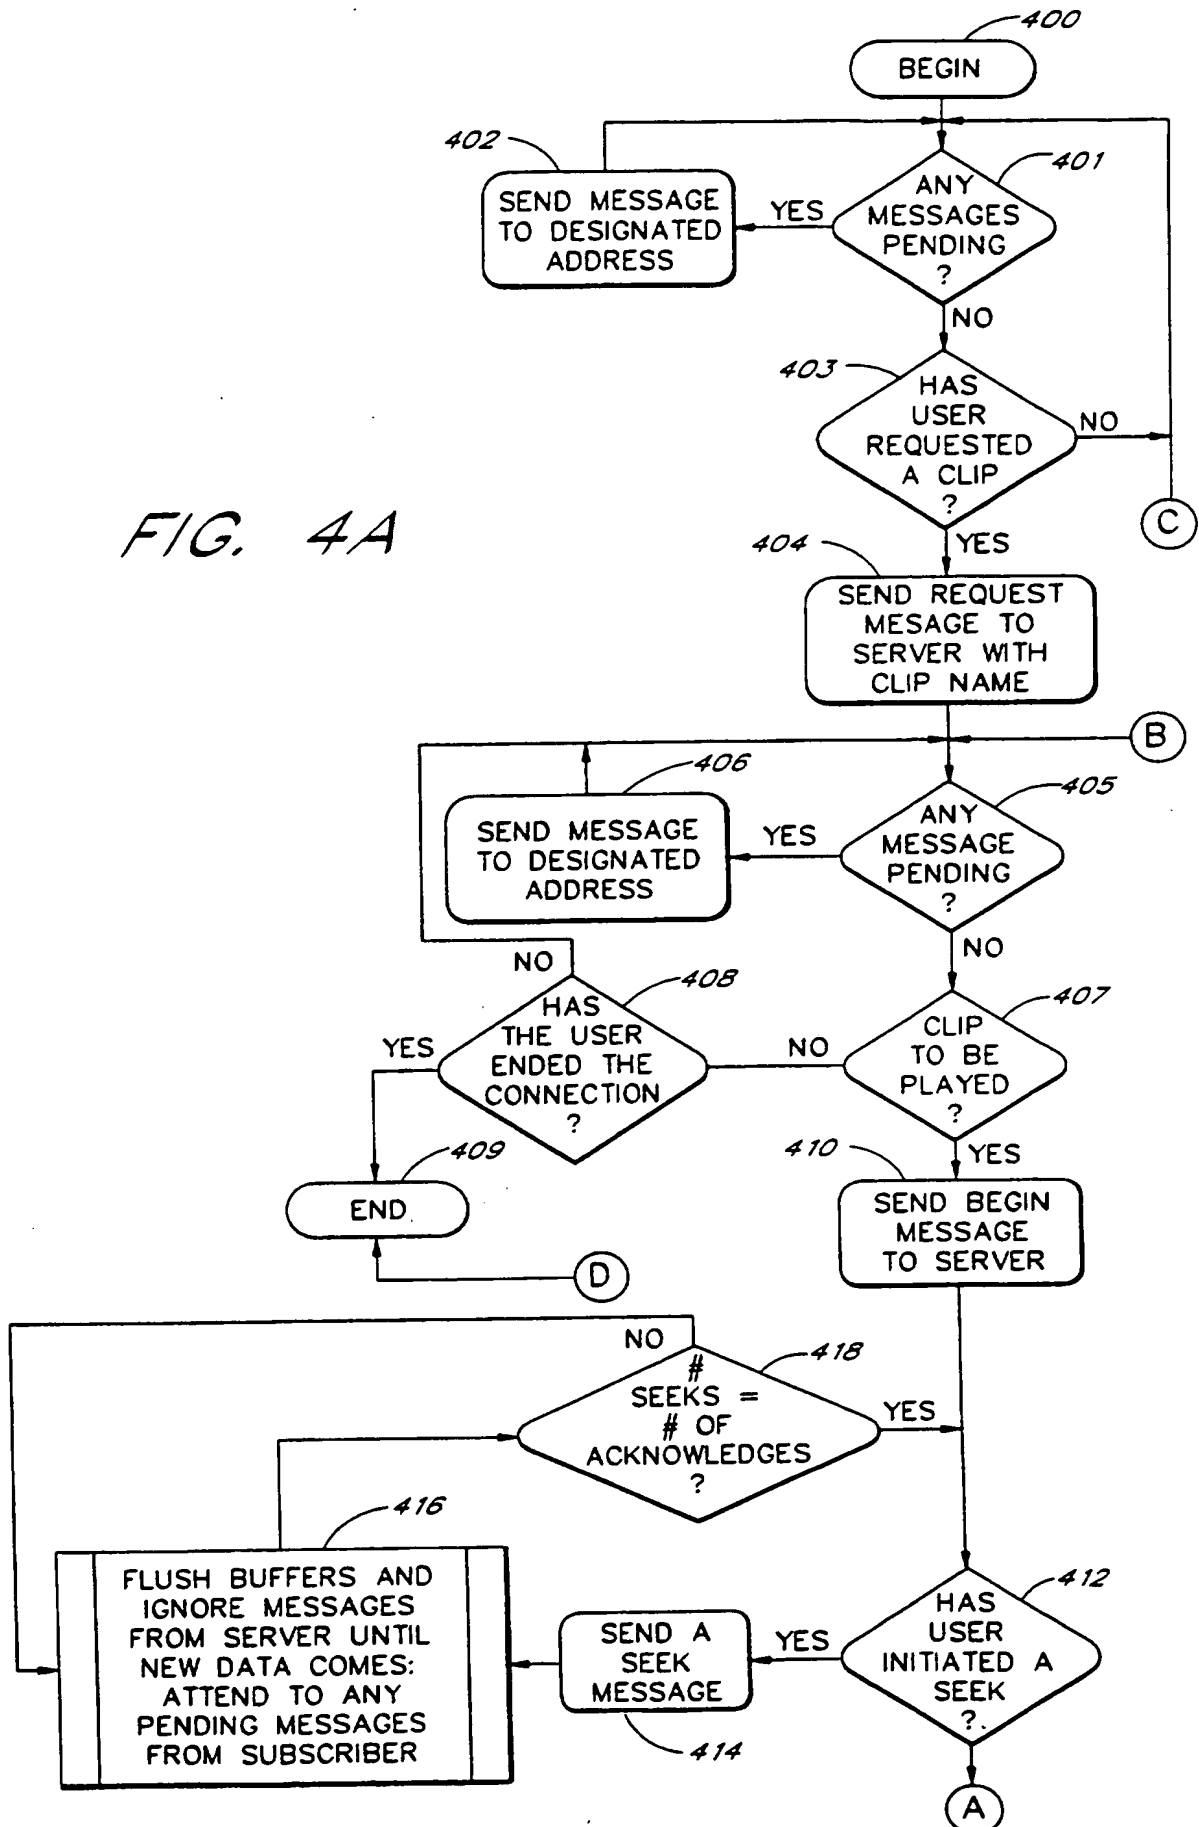 400
BEGIN
402
401
SEND MESSAGE
TO DESIGNATED
ADDRESS
YES
ANY
MESSAGES
PENDING
?
NO
403
HAS
USER
REQUESTED
A CLIP
?
NO
C
FIG. 4A
YES
404
SEND REQUEST
MESAGE TO
SERVER WITH
CLIP NAME
B
406
405
SEND MESSAGE
TO DESIGNATED
ADDRESS
YES
ANY
MESSAGE
PENDING
?
NO
NO
408
407
HAS
THE USER
ENDED THE
CONNECTION
?
YES
NO
CLIP
TO BE
PLAYED
?
YES
409
END
410
SEND BEGIN
MESSAGE
TO SERVER
D
NO
418
#
SEEKS =
# OF
ACKNOWLEDGES
?
YES
416
FLUSH BUFFERS AND
IGNORE MESSAGES
FROM SERVER UNTIL
NEW DATA COMES:
ATTEND TO ANY
PENDING MESSAGES
FROM SUBSCRIBER
SEND A
SEEK
MESSAGE
414
YES
412
HAS
USER
INITIATED A
SEEK
?.
A